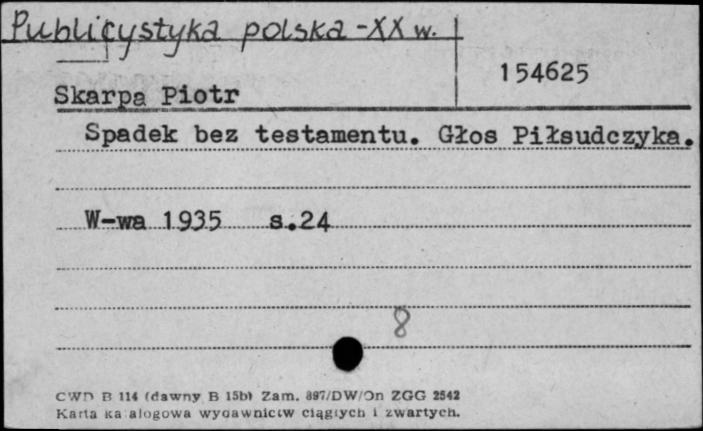 Publicystyka polska - XX w.
154625
Skarpa Piotr
Spadek bez testamentu. Głos Piłsudczyka.
W-wa 1935 s.24
8
CWD B 114 (dawny B 15b) Zam. 897/DW/On ZGG 2542
Karta katalogowa wydawnictw ciągłych i zwartych.